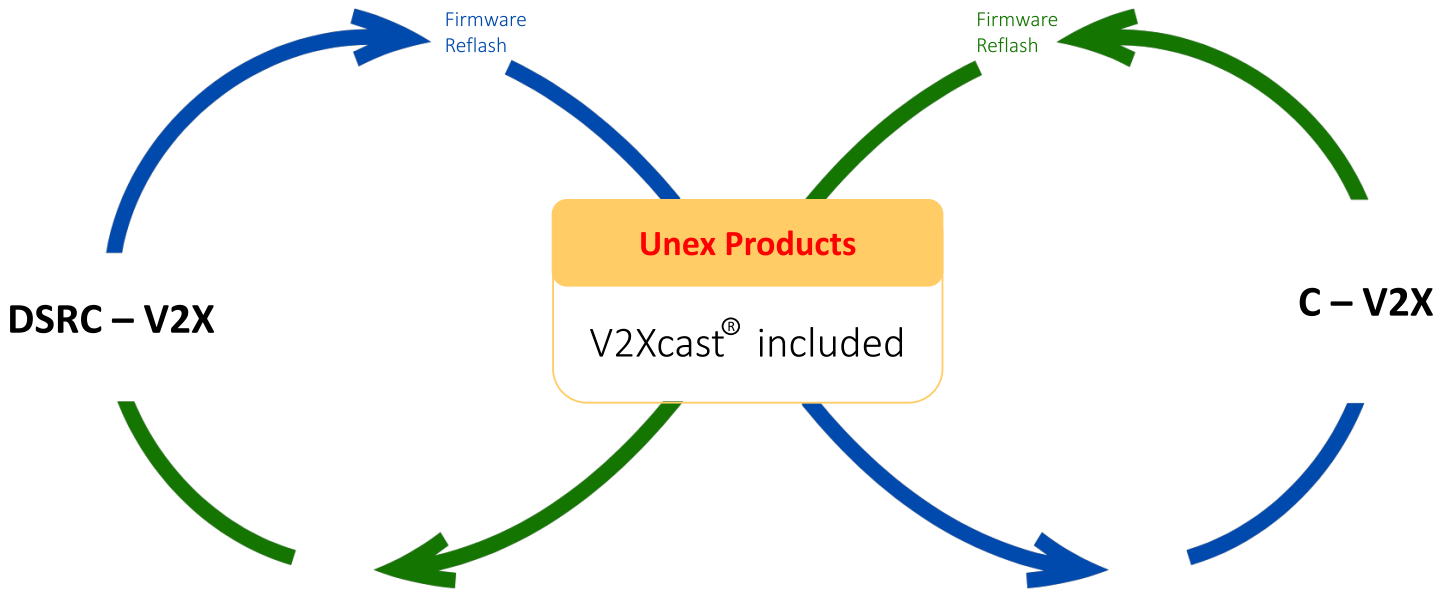 Firmware
Reflash
Firmware
Reflash
Unex Products
DSRC – V2X
C – V2X
V2Xcast® included